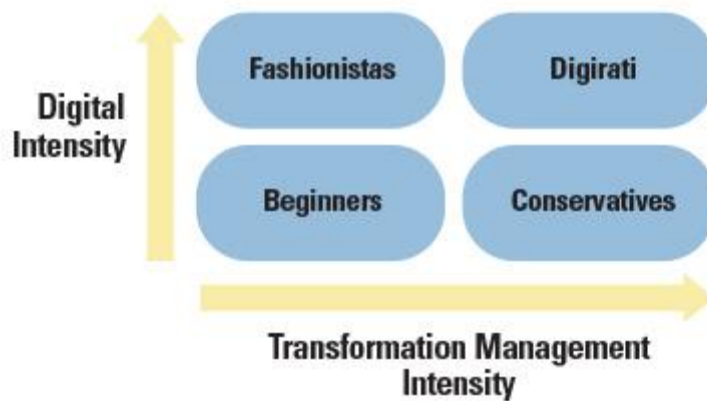 Fashionistas
Digirati
Digital
Intensity
Beginners
Conservatives
Transformation Management
Intensity